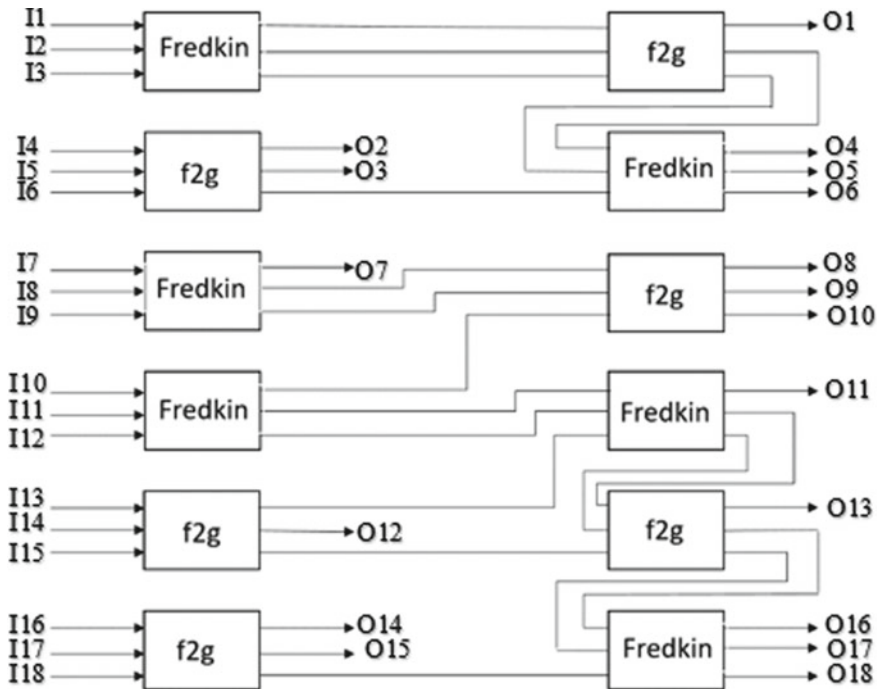 I1
I2
I3
Fredkin
f2g
O1
I4
I5
I6
f2g
O2
O3
Fredkin
O4
O5
O6
I7
I8
I9
Fredkin
O7
f2g
O8
O9
O10
I10
I11
I12
Fredkin
Fredkin
O11
I13
I14
I15
f2g
O12
f2g
O13
I16
I17
I18
f2g
O14
O15
Fredkin
O16
O17
O18